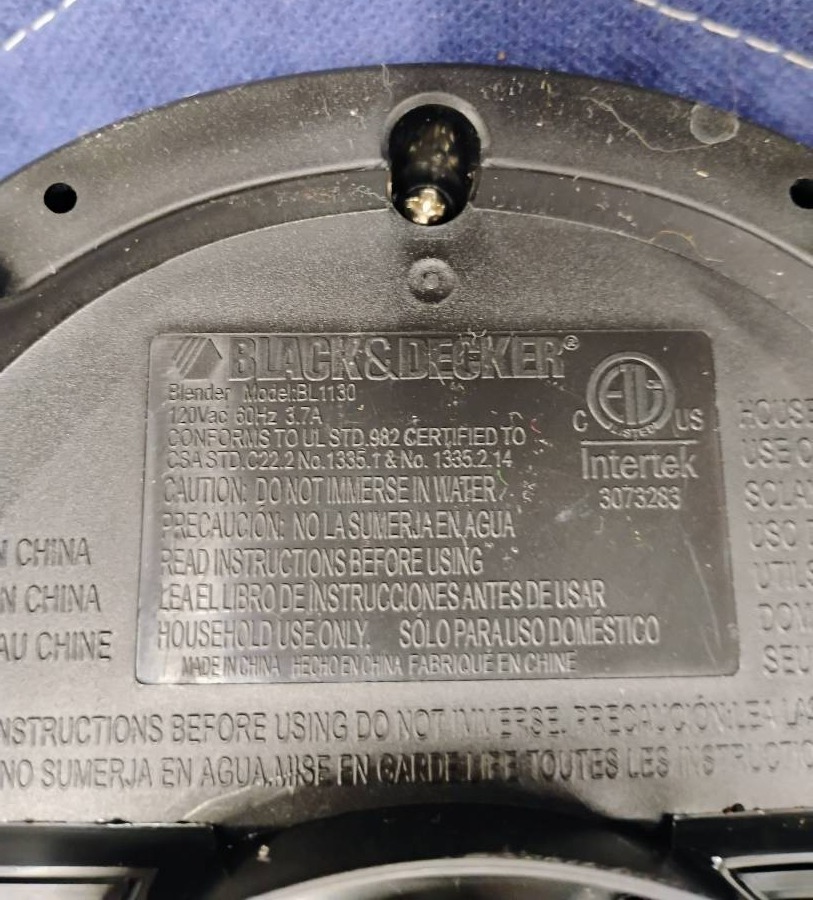 BLACK&DECKER®
Blender Model:BL1130
120Vac 60Hz 3.7A
CONFORMS TO UL STD.982 CERTIFIED TO
CSA STD.C22.2 No.1335.1 & No. 1335.2.14
CAUTION: DO NOT IMMERSE IN WATER
PRECAUCIÓN: NO LA SUMERJA EN AGUA
READ INSTRUCTIONS BEFORE USING
LEA EL LIBRO DE INSTRUCCIONES ANTES DE USAR
HOUSEHOLD USE ONLY. SÓLO PARA USO DOMÉSTICO
MADE IN CHINA HECHO EN CHINA FABRIQUÉ EN CHINE
ETL
LISTED
C US
Intertek
3073283
N CHINA
N CHINA
AU CHINE
HOUSE
USE O
SOLAM
USO D
UTILIS
DOM
SEU
NSTRUCTIONS BEFORE USING DO NOT IMMERSE. PRECAUCIÓN:LEA LAS
NO SUMERJA EN AGUA.MISE EN GARDE TOUTES LES INSTRUCTIO